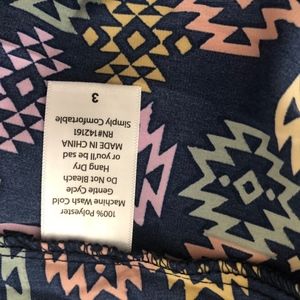 100% Polyester
Machine Wash Cold
Gentle Cycle
Do Not Bleach
Hang Dry
or you'll be sad
MADE IN CHINA
RN#142161
Simply Comfortable
3